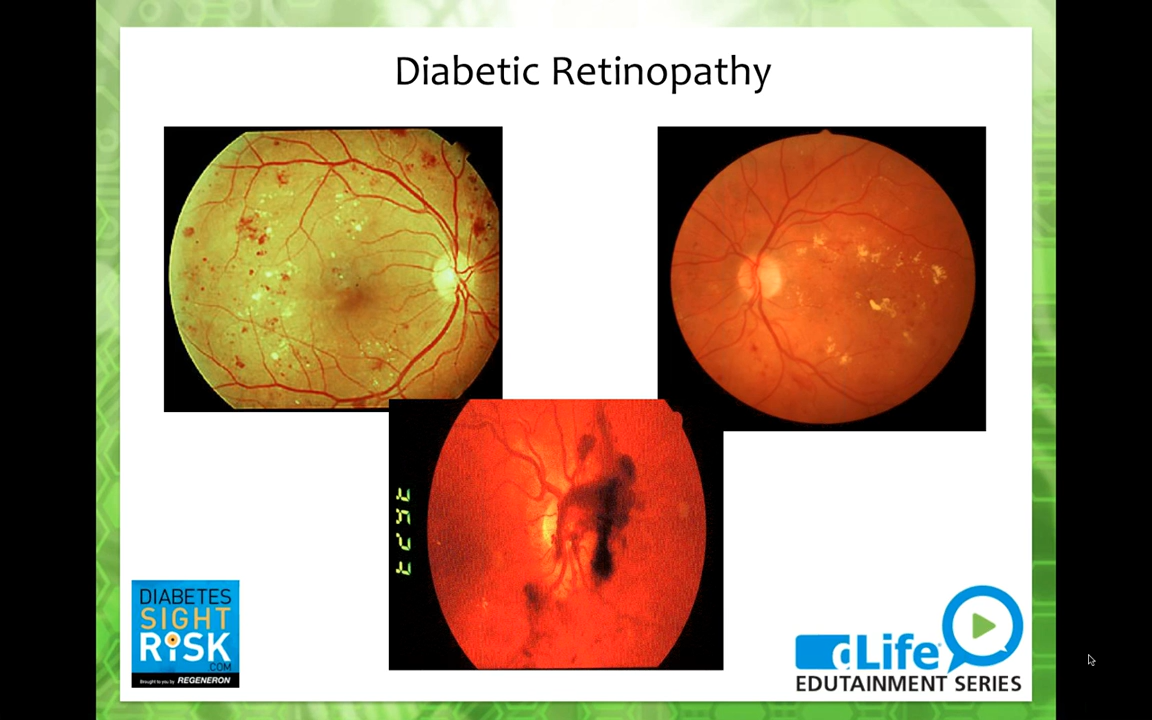 Diabetic Retinopathy
DIABETES
SIGHT
RISK
.COM
Brought to you by REGENERON
dLife
EDUTAINMENT SERIES